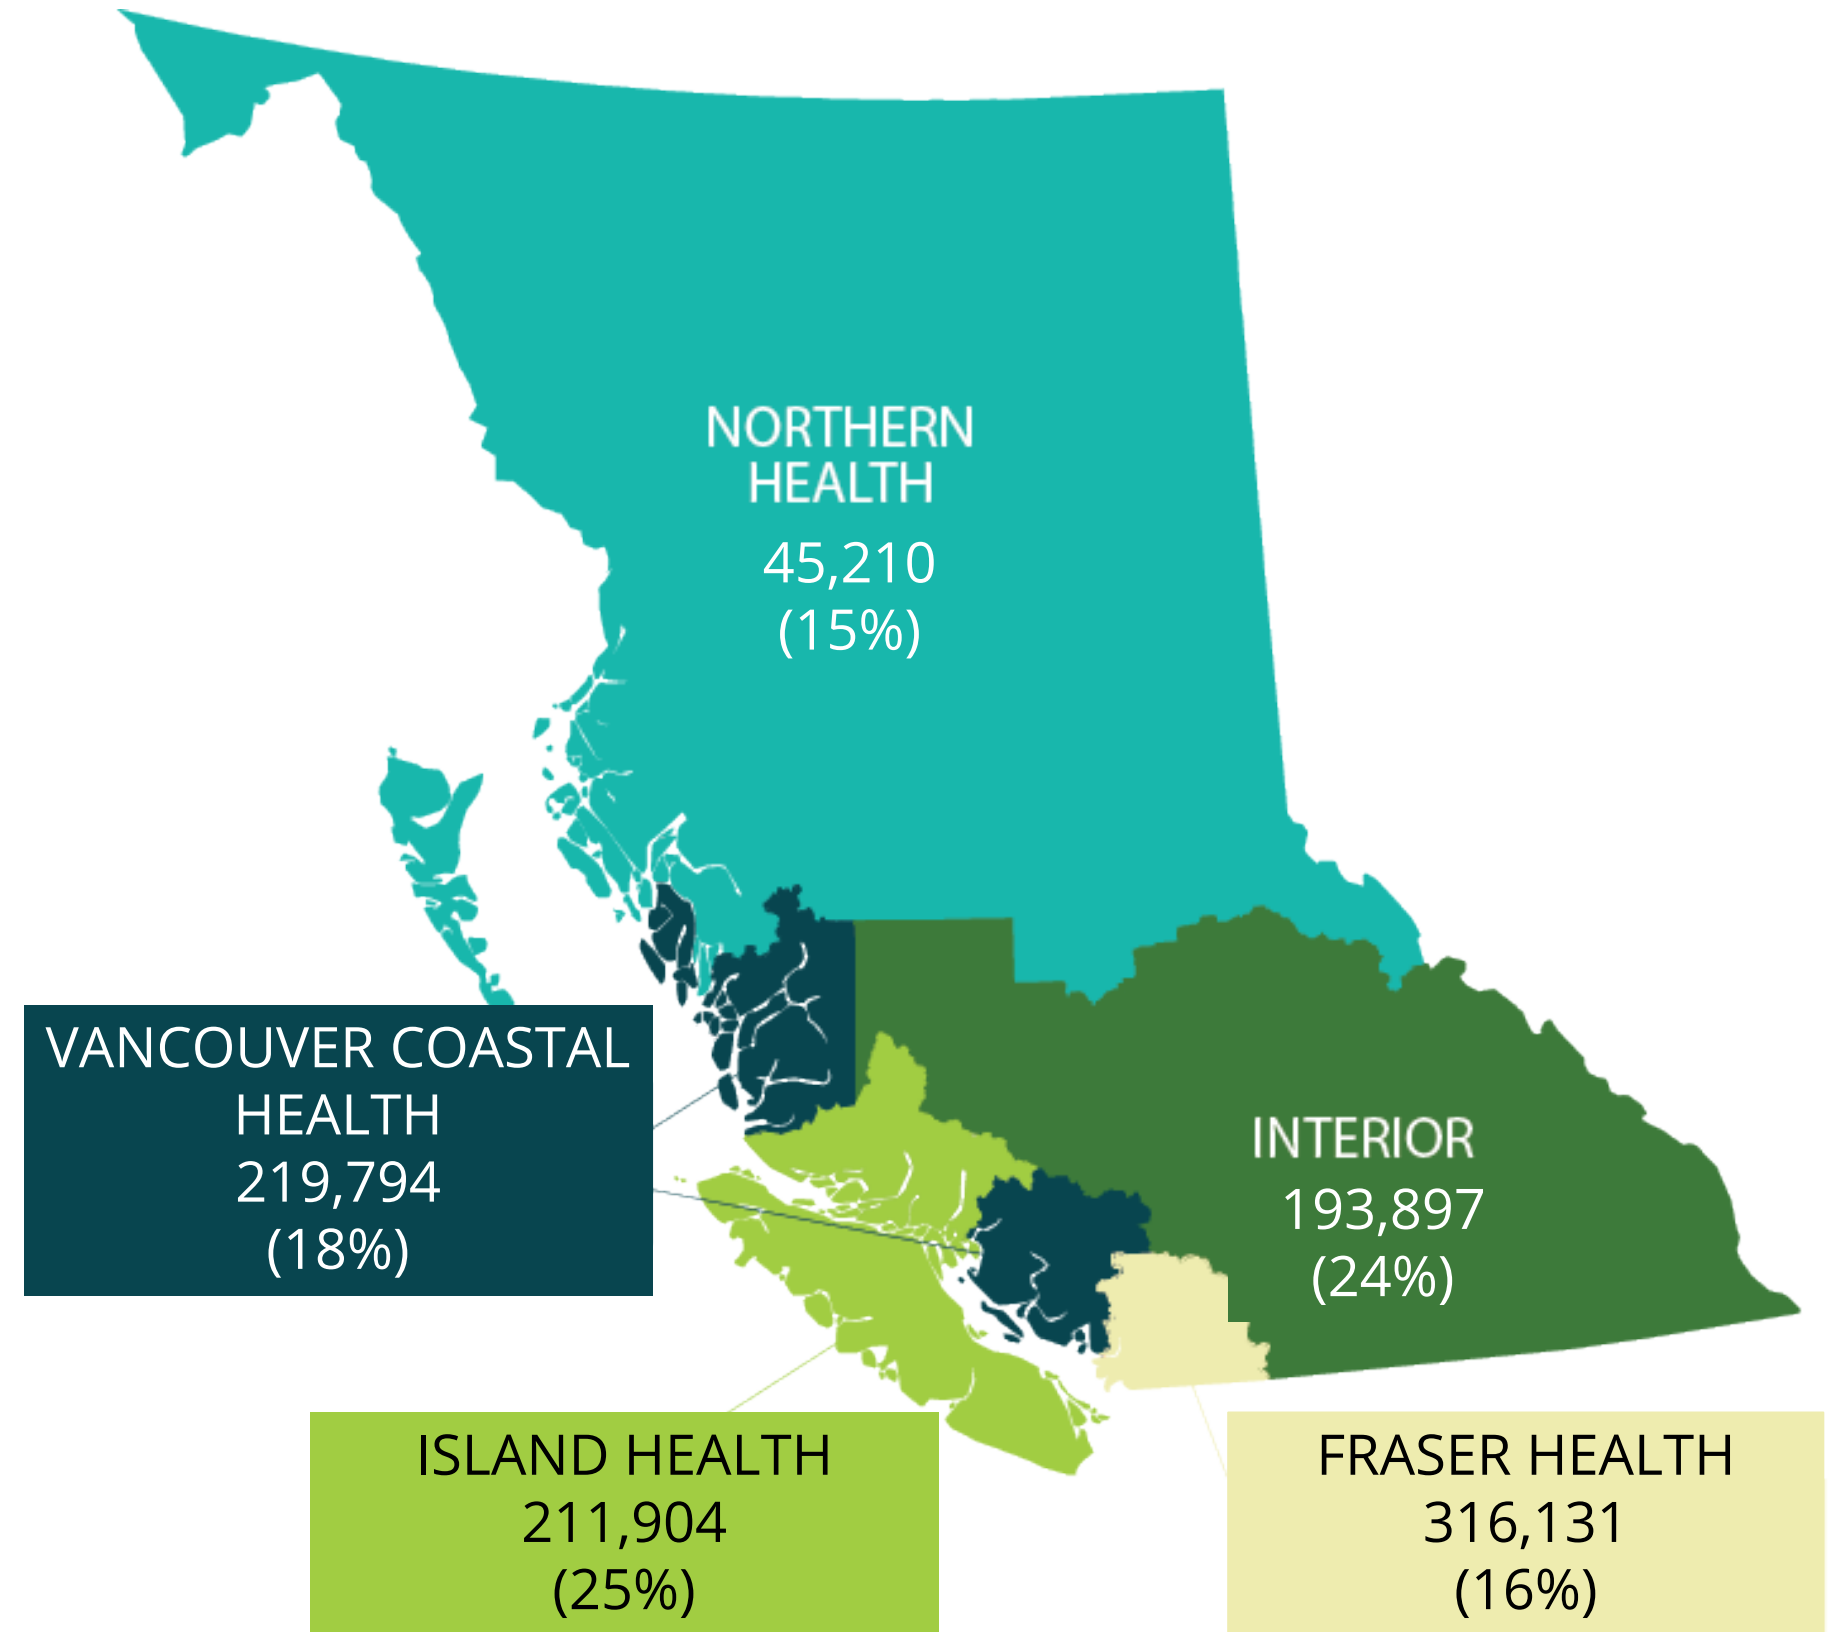 NORTHERN
HEALTH
45,210
(15%)
VANCOUVER COASTAL
HEALTH
219,794
(18%)
INTERIOR
193,897
(24%)
ISLAND HEALTH
211,904
(25%)
FRASER HEALTH
316,131
(16%)